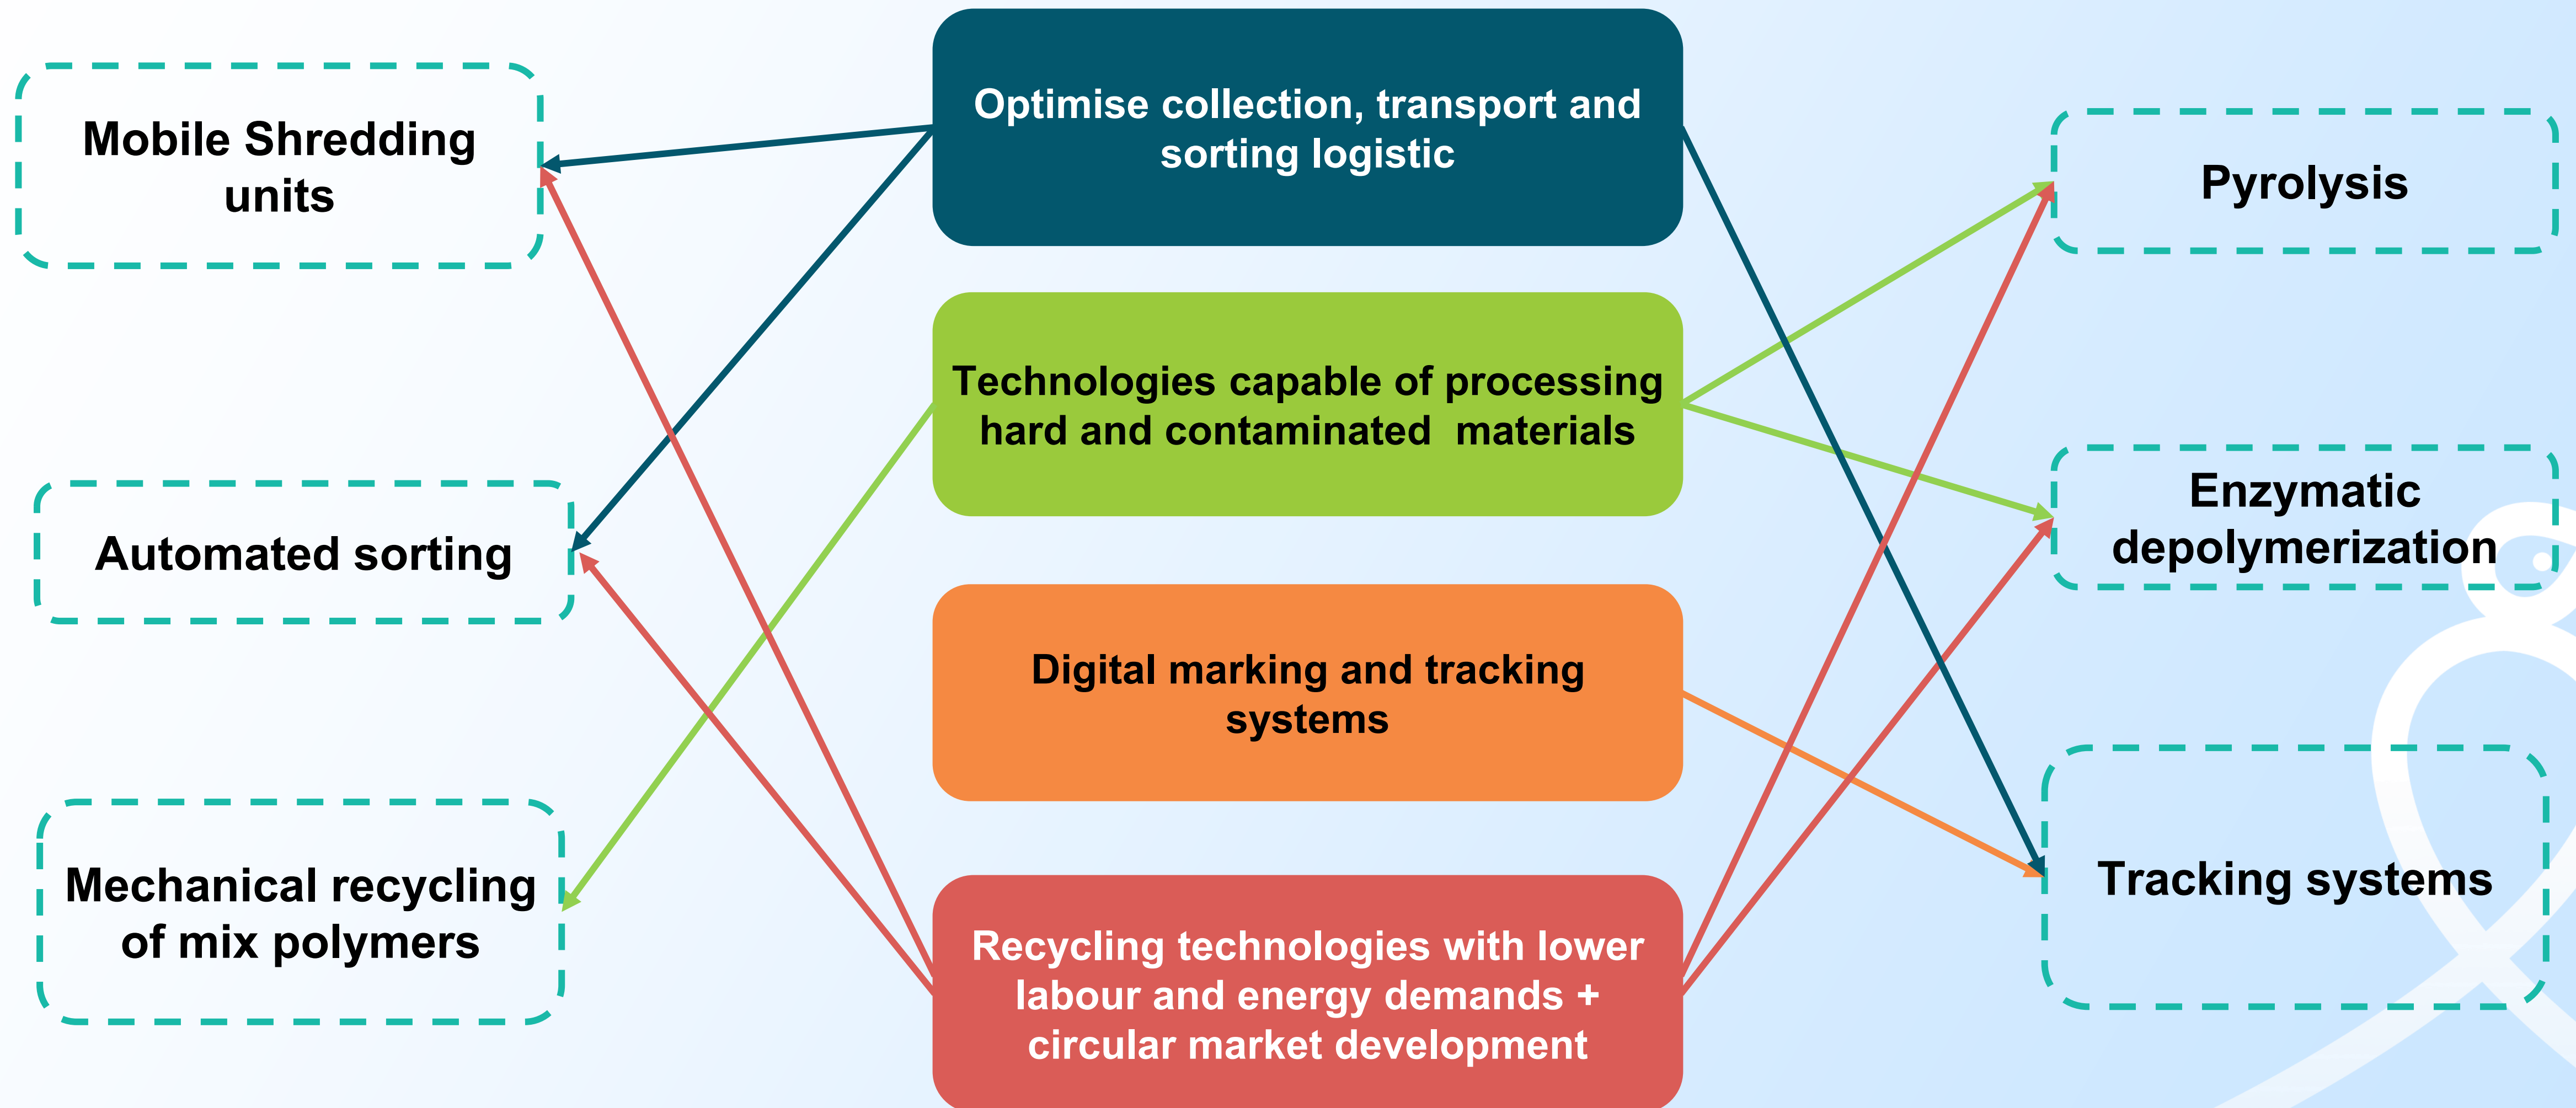 Mobile Shredding
units
Automated sorting
Mechanical recycling
of mix polymers
Optimise collection, transport and
sorting logistic
Technologies capable of processing
hard and contaminated  materials
Digital marking and tracking
systems
Recycling technologies with lower
labour and energy demands +
circular market development
Pyrolysis
Enzymatic
depolymerization
Tracking systems